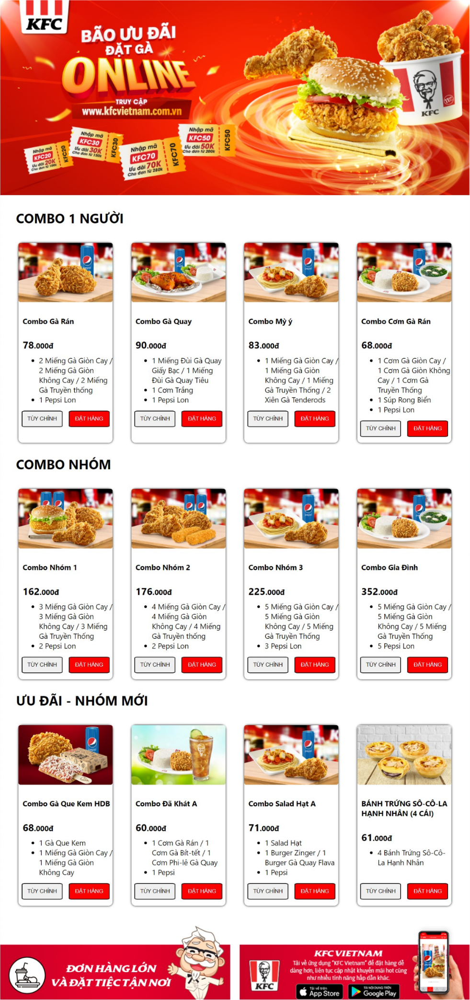 KFC
BÃO ƯU ĐÃI
ĐẶT GÀ
ONLINE
TRUY CẬP
www.kfcvietnam.com.vn
Nhập mã
KFC20
Ưu đãi 20K
Cho đơn từ 100k
KFC20
Nhập mã
KFC30
Ưu đãi 30K
Cho đơn từ 150k
KFC30
Nhập mã
KFC70
Ưu đãi 70K
Cho đơn từ 280k
KFC70
Nhập mã
KFC50
Ưu đãi 50K
Cho đơn từ 200k
KFC50
KFC
COMBO 1 NGƯỜI
Combo Gà Rán
78.000đ
2 Miếng Gà Giòn Cay /
2 Miếng Gà Giòn
Không Cay / 2 Miếng
Gà Truyền thống
1 Pepsi Lon
TÙY CHỈNH
ĐẶT HÀNG
Combo Gà Quay
90.000đ
1 Miếng Đùi Gà Quay
Giấy Bạc / 1 Miếng
Đùi Gà Quay Tiêu
1 Cơm Trắng
1 Pepsi Lon
TÙY CHỈNH
ĐẶT HÀNG
Combo Mỳ ý
83.000đ
1 Miếng Gà Giòn Cay /
1 Miếng Gà Giòn
Không Cay / 1 Miếng
Gà Truyền Thống / 2
Xiên Gà Tenderods
TÙY CHỈNH
ĐẶT HÀNG
Combo Cơm Gà Rán
68.000đ
1 Cơm Gà Giòn Cay /
1 Cơm Gà Giòn Không
Cay / 1 Cơm Gà
Truyền Thống
1 Súp Rong Biển
1 Pepsi Lon
TÙY CHỈNH
ĐẶT HÀNG
COMBO NHÓM
Combo Nhóm 1
162.000đ
3 Miếng Gà Giòn Cay /
3 Miếng Gà Giòn
Không Cay / 3 Miếng
Gà Truyền Thống
2 Pepsi Lon
TÙY CHỈNH
ĐẶT HÀNG
Combo Nhóm 2
176.000đ
4 Miếng Gà Giòn Cay /
4 Miếng Gà Giòn
Không Cay / 4 Miếng
Gà Truyền thống
2 Pepsi Lon
TÙY CHỈNH
ĐẶT HÀNG
Combo Nhóm 3
225.000đ
5 Miếng Gà Giòn Cay /
5 Miếng Gà Giòn
Không Cay / 5 Miếng
Gà Truyền Thống
3 Pepsi Lon
TÙY CHỈNH
ĐẶT HÀNG
Combo Gia Đình
352.000đ
5 Miếng Gà Giòn Cay /
5 Miếng Gà Giòn
Không Cay / 5 Miếng
Gà Truyền Thống
5 Pepsi Lon
TÙY CHỈNH
ĐẶT HÀNG
ƯU ĐÃI - NHÓM MỚI
Combo Gà Que Kem HDB
68.000đ
1 Gà Que Kem
1 Miếng Gà Giòn Cay /
1 Miếng Gà Giòn
Không Cay
TÙY CHỈNH
ĐẶT HÀNG
Combo Đã Khát A
60.000đ
1 Cơm Gà Rán / 1
Cơm Gà Bít-tết / 1
Cơm Phi-lê Gà Quay
1 Pepsi
TÙY CHỈNH
ĐẶT HÀNG
Combo Salad Hạt A
71.000đ
1 Salad Hạt
1 Burger Zinger / 1
Burger Gà Quay Flava
1 Pepsi
TÙY CHỈNH
ĐẶT HÀNG
BÁNH TRỨNG SÔ-CÔ-LA
HẠNH NHÂN (4 CÁI)
61.000đ
4 Bánh Trứng Sô-Cô-
La Hạnh Nhân
TÙY CHỈNH
ĐẶT HÀNG
ĐƠN HÀNG LỚN
VÀ ĐẶT TIỆC TẬN NƠI
KFC
KFC VIETNAM
Tải về ứng dụng "KFC Vietnam" để đặt hàng dễ
dàng hơn, liên tục cập nhật khuyến mãi hot cũng
như nhiều tính năng hấp dẫn khác.
Tải về trên
App Store
TẢI NỘI DUNG TRÊN
Google Play